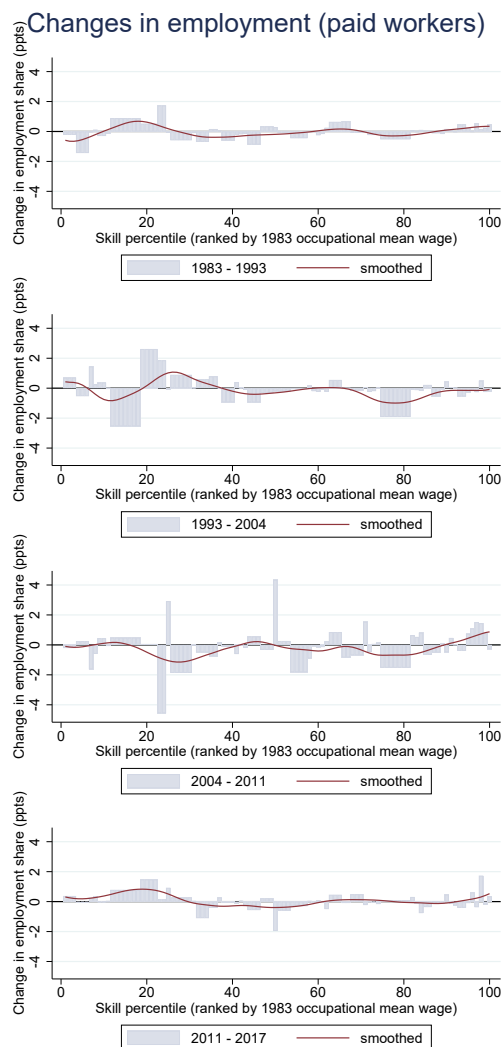 Changes in employment (paid workers)
Change in employment share (ppts)
4
2
0
-2
-4
0 20 40 60 80 100
Skill percentile (ranked by 1983 occupational mean wage)
1983 - 1993 smoothed
Change in employment share (ppts)
4
2
0
-2
-4
0 20 40 60 80 100
Skill percentile (ranked by 1983 occupational mean wage)
1993 - 2004 smoothed
Change in employment share (ppts)
4
2
0
-2
-4
0 20 40 60 80 100
Skill percentile (ranked by 1983 occupational mean wage)
2004 - 2011 smoothed
Change in employment share (ppts)
4
2
0
-2
-4
0 20 40 60 80 100
Skill percentile (ranked by 1983 occupational mean wage)
2011 - 2017 smoothed